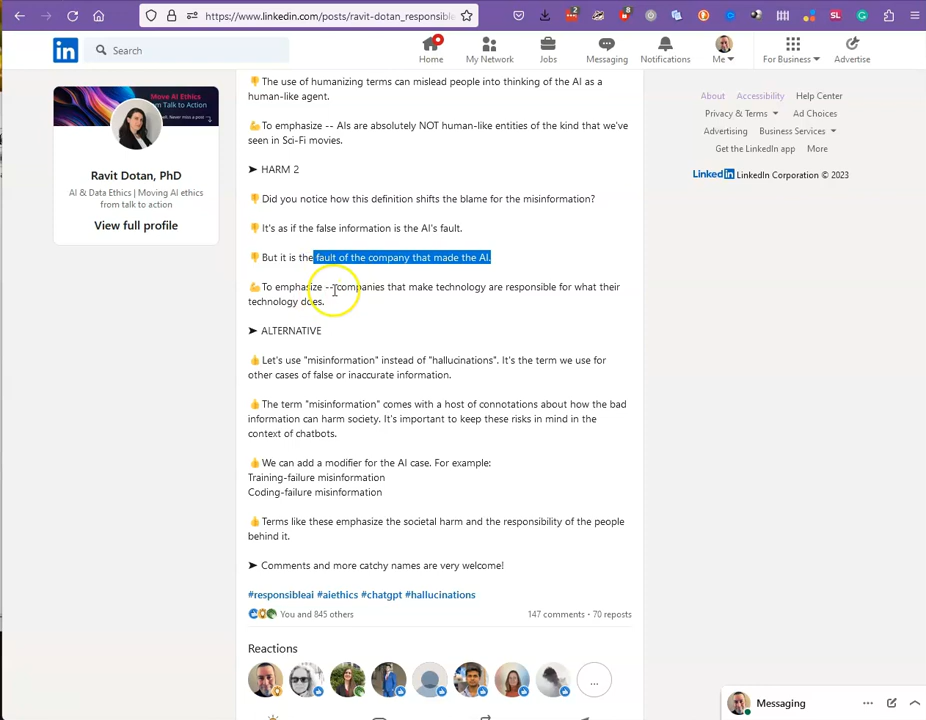 https://www.linkedin.com/posts/ravit-dotan_responsible
2
8
SL
in
Search
Home
My Network
Jobs
Messaging
Notifications
Me
For Business
Advertise
Move AI Ethics
From Talk to Action
Ravit Dotan, PhD
AI & Data Ethics | Moving AI ethics
from talk to action
View full profile
👎The use of humanizing terms can mislead people into thinking of the AI as a
human-like agent.
💪To emphasize -- AIs are absolutely NOT human-like entities of the kind that we've
seen in Sci-Fi movies.
➤ HARM 2
👎Did you notice how this definition shifts the blame for the misinformation?
👎It's as if the false information is the AI's fault.
👎But it is the fault of the company that made the AI.
💪To emphasize -- companies that make technology are responsible for what their
technology does.
➤ ALTERNATIVE
👍Let's use "misinformation" instead of "hallucinations". It's the term we use for
other cases of false or inaccurate information.
👍The term "misinformation" comes with a host of connotations about how the bad
information can harm society. It's important to keep these risks in mind in the
context of chatbots.
👍We can add a modifier for the AI case. For example:
Training-failure misinformation
Coding-failure misinformation
👍Terms like these emphasize the societal harm and the responsibility of the people
behind it.
➤ Comments and more catchy names are very welcome!
#responsibleai #aiethics #chatgpt #hallucinations
You and 845 others
147 comments • 70 reposts
Reactions
...
About Accessibility Help Center
Privacy & Terms Ad Choices
Advertising Business Services
Get the LinkedIn app More
LinkedIn LinkedIn Corporation © 2023
Messaging